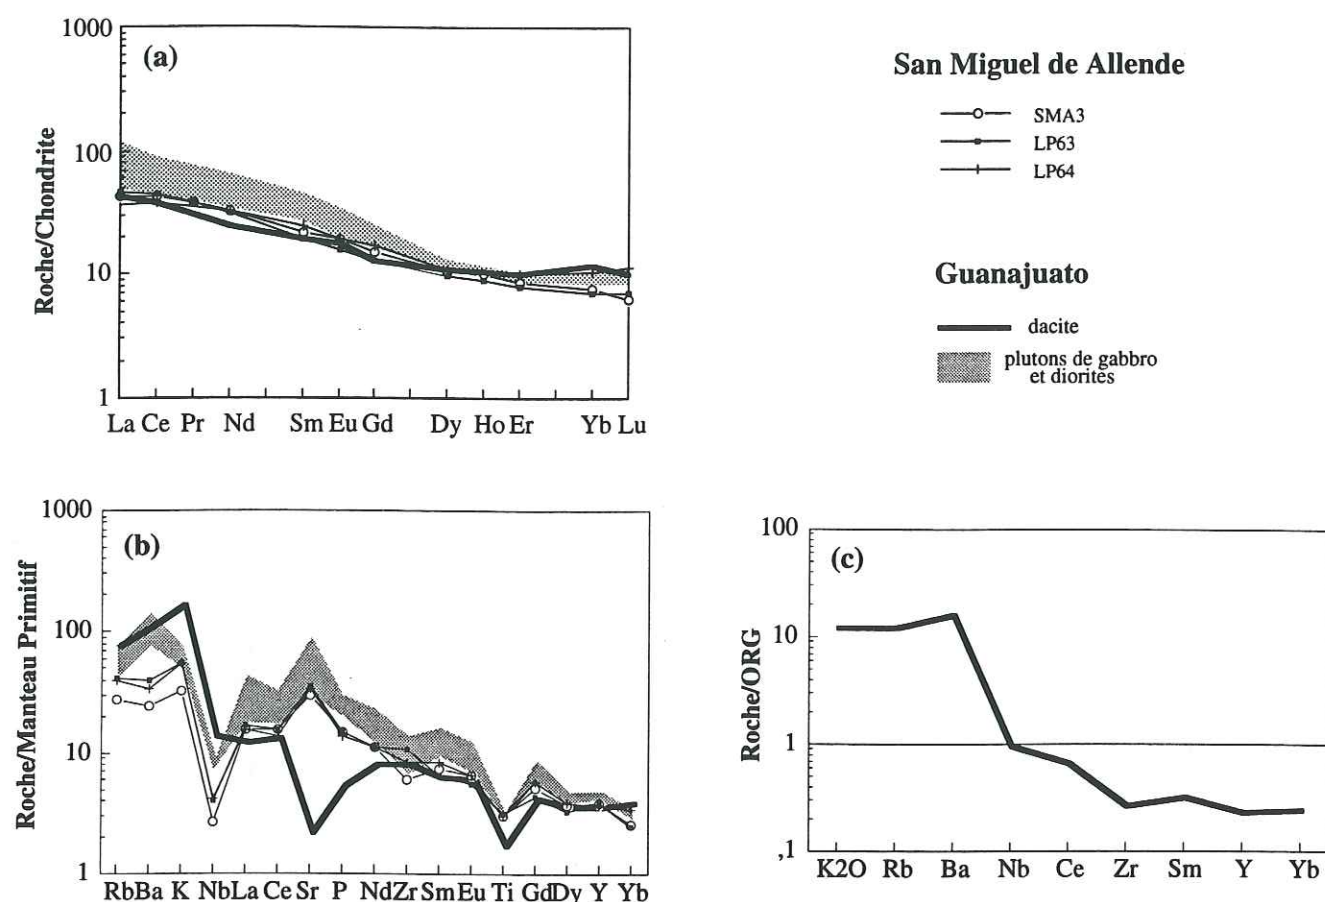 (a)
1000
100
10
1
Roche/Chondrite
La Ce Pr Nd Sm Eu Gd Dy Ho Er Yb Lu
San Miguel de Allende
SMA3
LP63
LP64
Guanajuato
dacite
plutons de gabbro
et diorites
(b)
1000
100
10
1
Roche/Manteau Primitif
Rb Ba K Nb La Ce Sr P Nd Zr Sm Eu Ti Gd Dy Y Yb
(c)
100
10
1
,1
Roche/ORG
K2O Rb Ba Nb Ce Zr Sm Y Yb